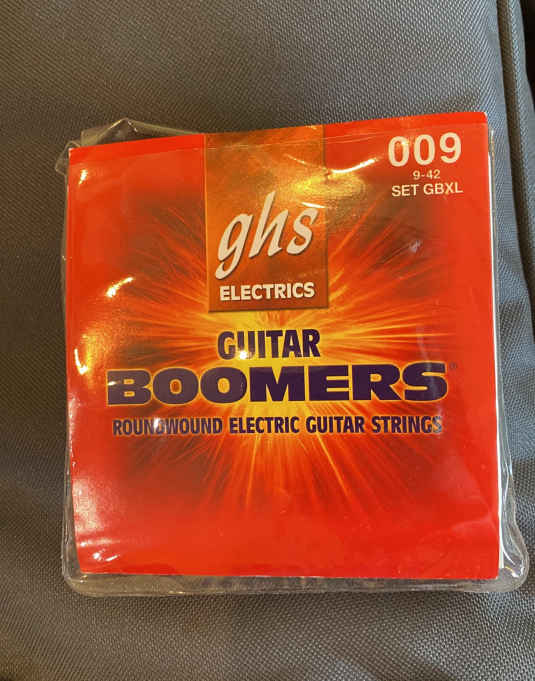 009
9-42
SET GBXL
ghs
ELECTRICS
GUITAR
BOOMERS
ROUNDWOUND ELECTRIC GUITAR STRINGS